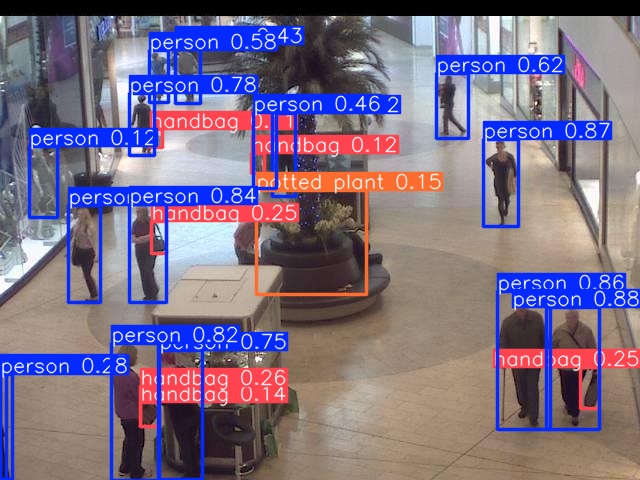 person 0.58
0.43
person 0.62
person 0.78
person 0.46
2
handbag 0.
person 0.87
person 0.12
handbag 0.12
potted plant 0.15
person
person 0.84
handbag 0.25
person 0.86
person 0.88
person 0.82
person 0.75
handbag 0.25
person 0.28
handbag 0.26
handbag 0.14